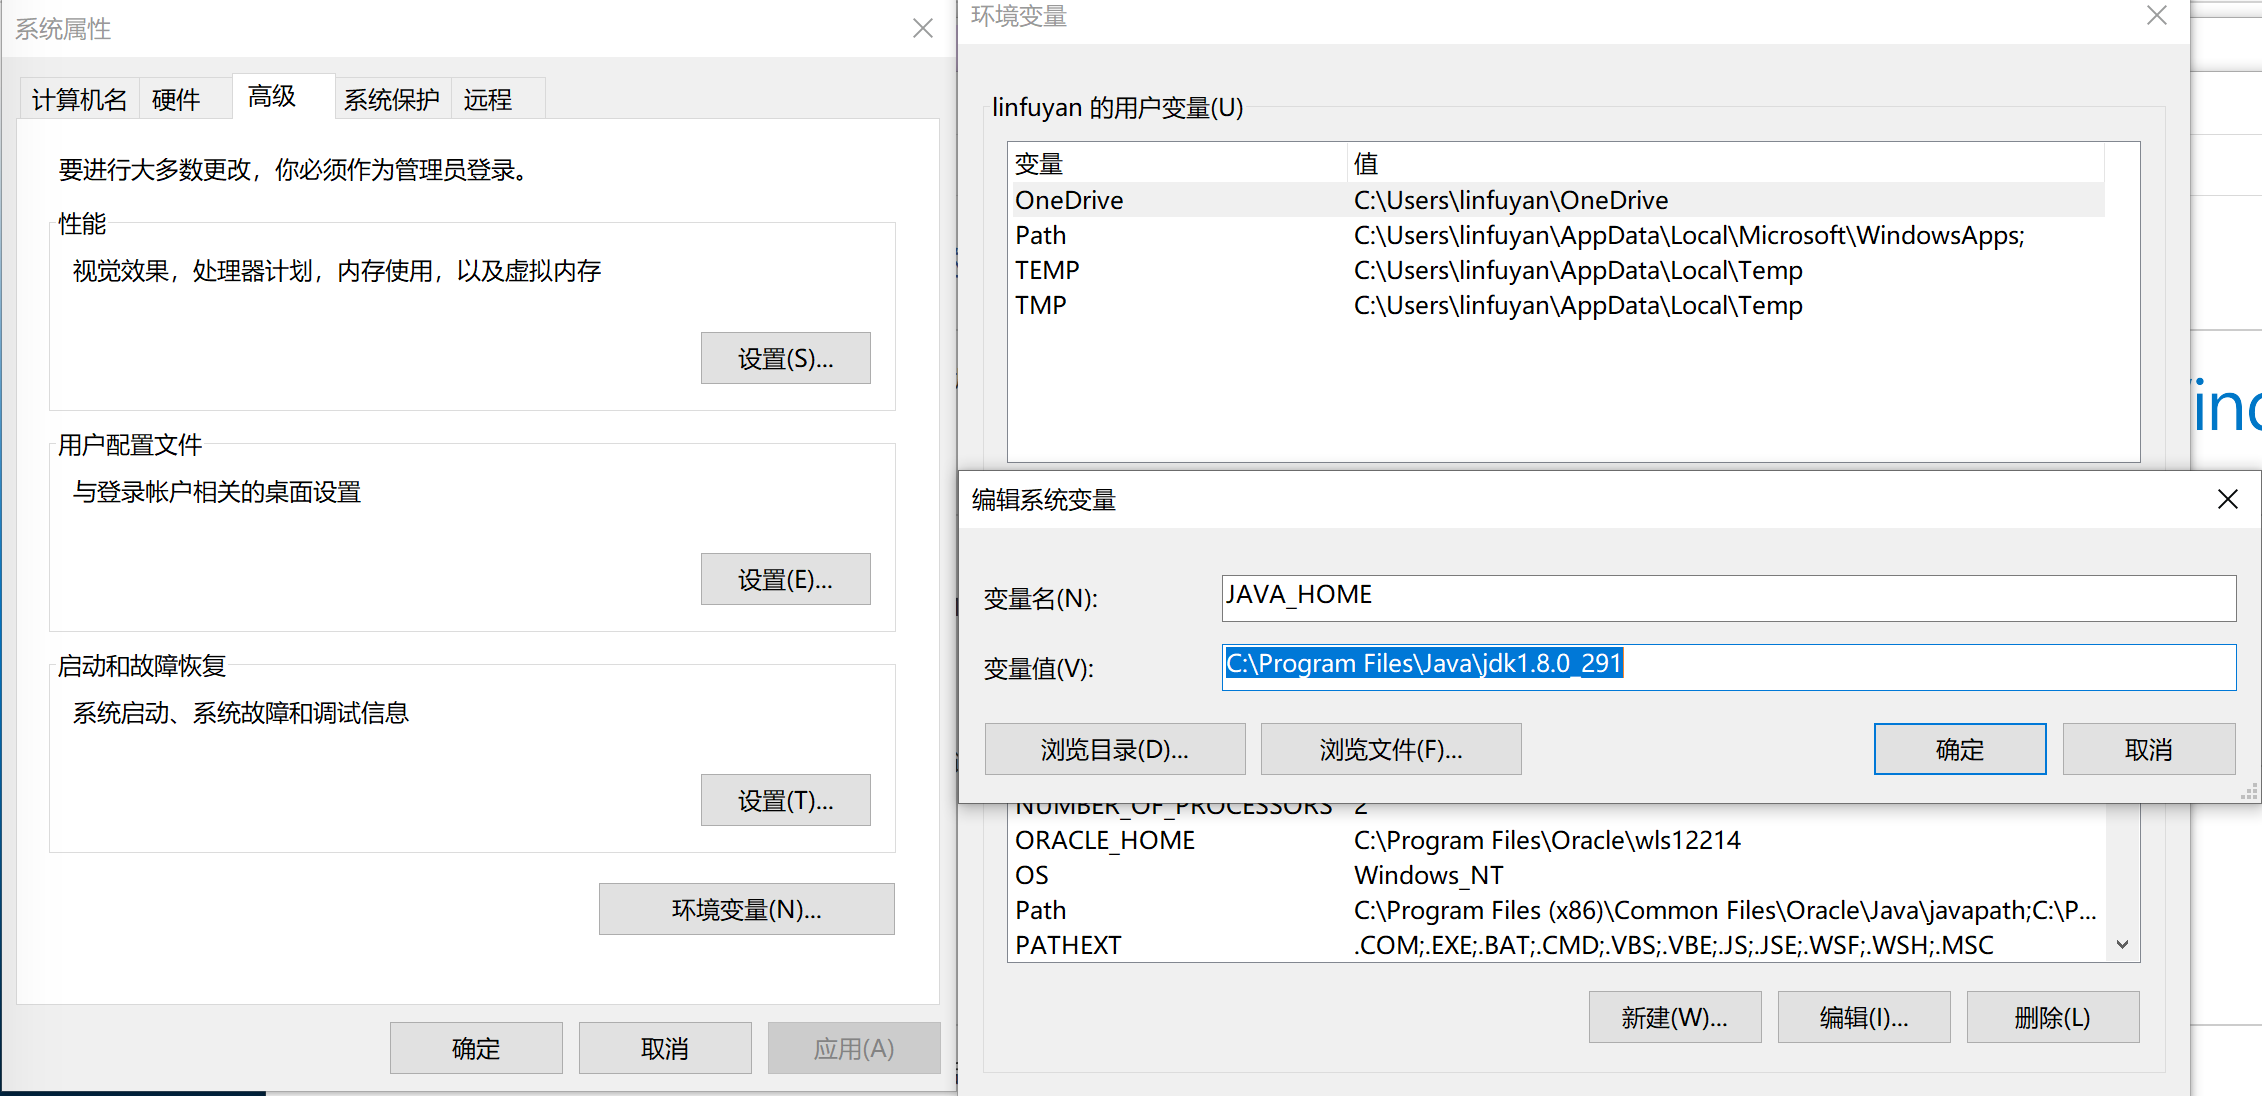 系统属性
计算机名
硬件
高级
系统保护
远程
要进行大多数更改，你必须作为管理员登录。
性能
视觉效果，处理器计划，内存使用，以及虚拟内存
设置(S)...
用户配置文件
与登录帐户相关的桌面设置
设置(E)...
启动和故障恢复
系统启动、系统故障和调试信息
设置(T)...
环境变量(N)...
确定
取消
应用(A)
环境变量
linfuyan 的用户变量(U)
变量 值
OneDrive C:\Users\linfuyan\OneDrive
Path C:\Users\linfuyan\AppData\Local\Microsoft\WindowsApps;
TEMP C:\Users\linfuyan\AppData\Local\Temp
TMP C:\Users\linfuyan\AppData\Local\Temp
编辑系统变量
变量名(N): JAVA_HOME
变量值(V): C:\Program Files\Java\jdk1.8.0_291
浏览目录(D)...
浏览文件(F)...
确定
取消
NUMBER_OF_PROCESSORS 2
ORACLE_HOME C:\Program Files\Oracle\wls12214
OS Windows_NT
Path C:\Program Files (x86)\Common Files\Oracle\Java\javapath;C:\P...
PATHEXT .COM;.EXE;.BAT;.CMD;.VBS;.VBE;.JS;.JSE;.WSF;.WSH;.MSC
新建(W)...
编辑(I)...
删除(L)